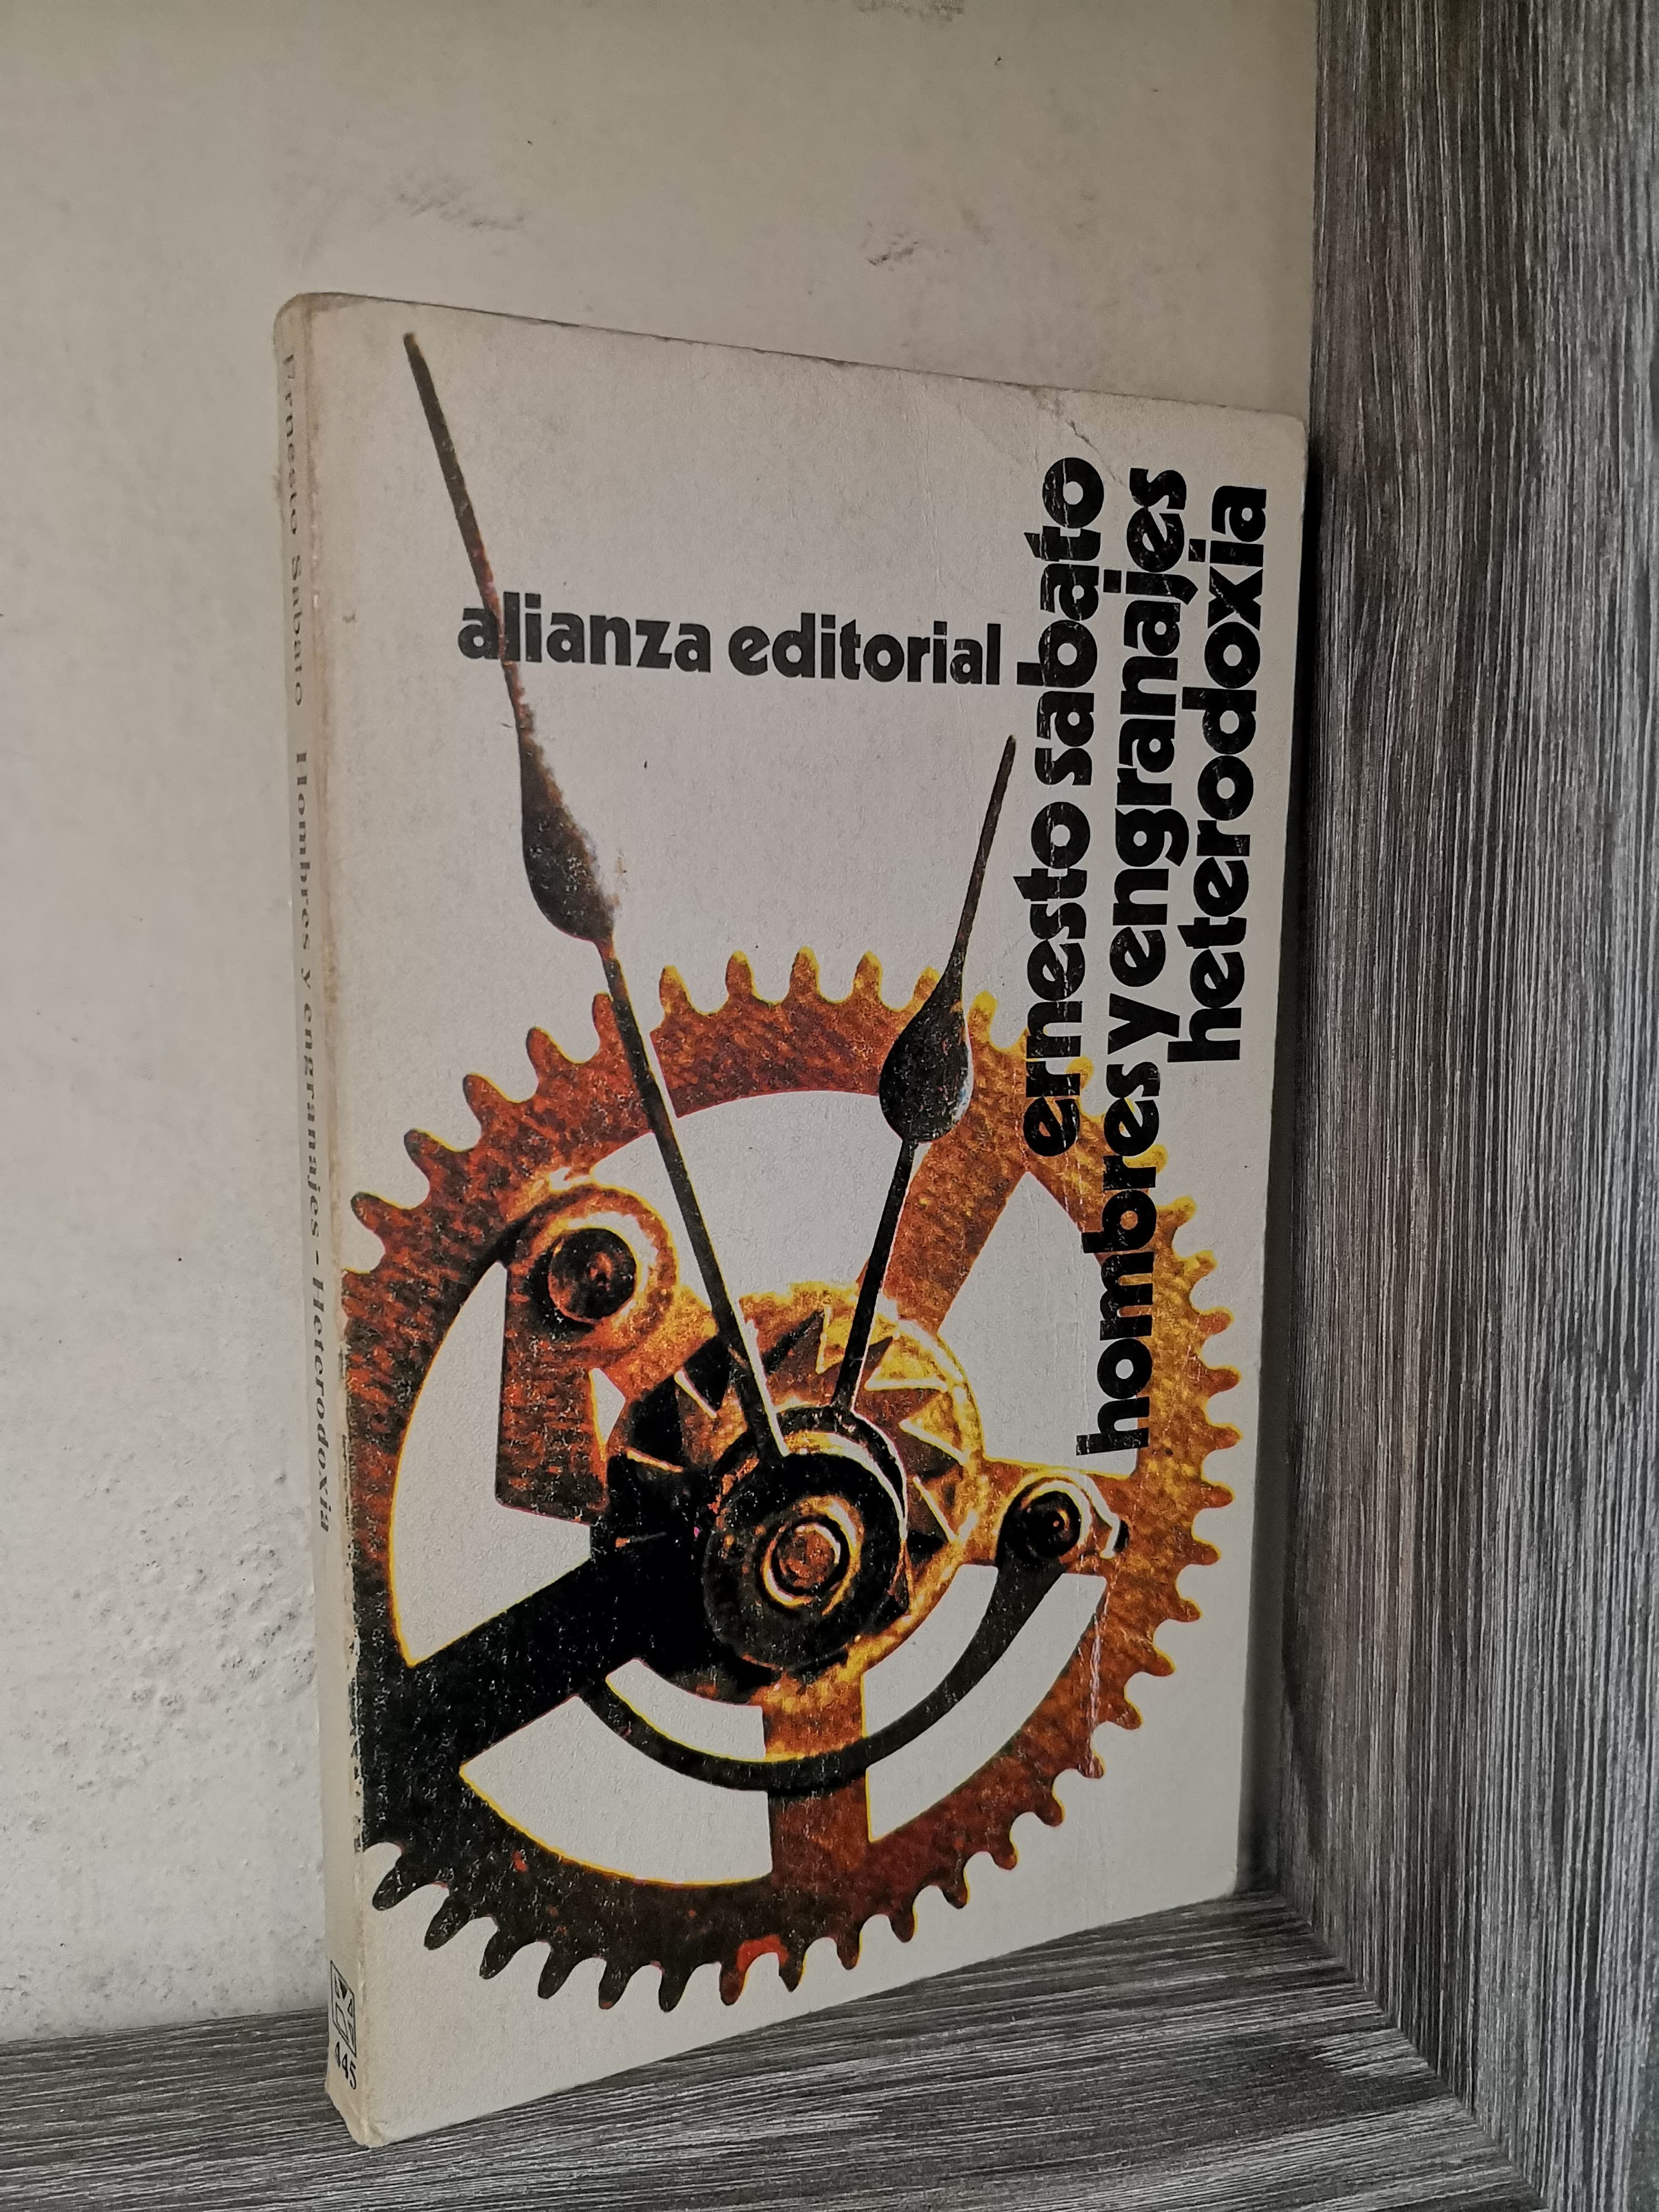 alianza editorial
ernesto sabato
hombres y engranajes
heterodoxia
Ernesto Sabato Hombres y engranajes - Heterodoxia
445